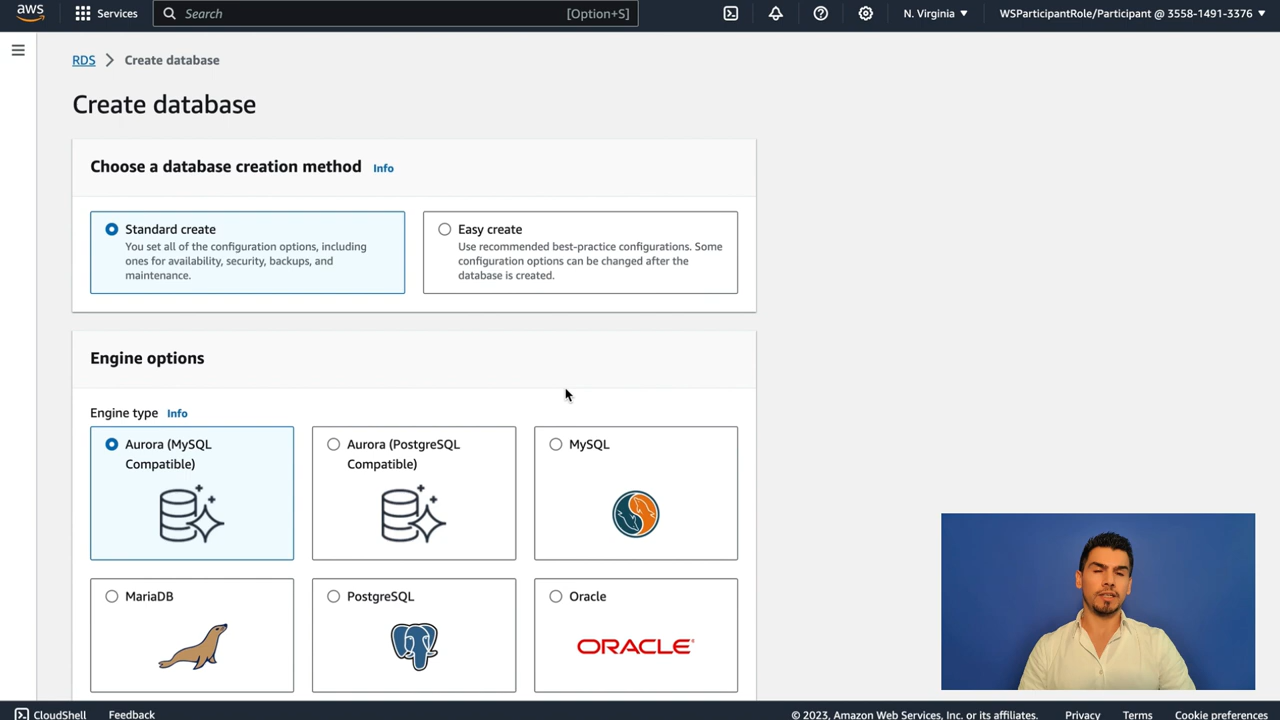 aws
Services
Search
[Option+S]
N. Virginia
WSParticipantRole/Participant @ 3558-1491-3376
RDS
Create database
Create database
Choose a database creation method
Info
Standard create
You set all of the configuration options, including
ones for availability, security, backups, and
maintenance.
Easy create
Use recommended best-practice configurations. Some
configuration options can be changed after the
database is created.
Engine options
Engine type
Info
Aurora (MySQL
Compatible)
Aurora (PostgreSQL
Compatible)
MySQL
MariaDB
PostgreSQL
Oracle
ORACLE®
CloudShell
Feedback
© 2023, Amazon Web Services, Inc. or its affiliates.
Privacy
Terms
Cookie preferences